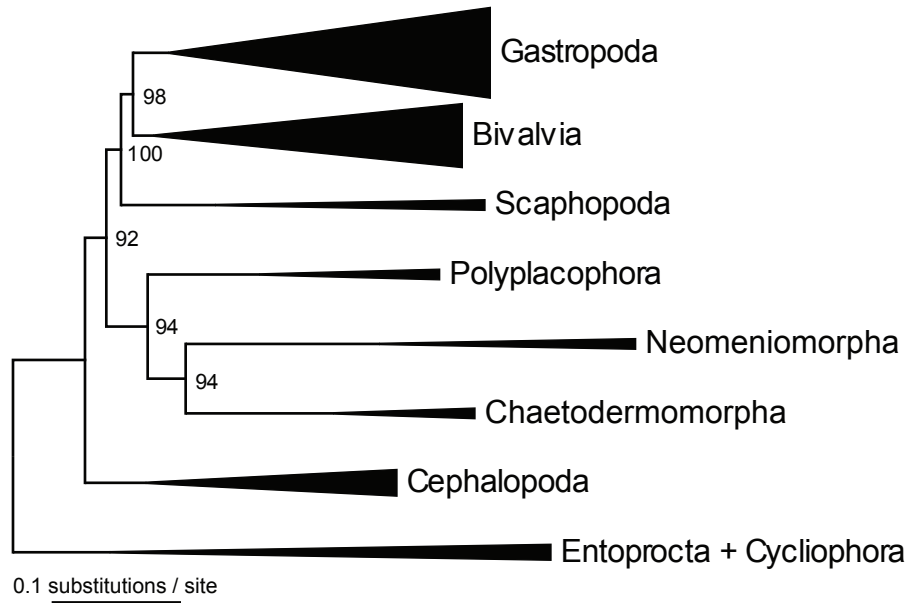 Gastropoda
98
Bivalvia
100
Scaphopoda
92
Polyplacophora
94
Neomeniomorpha
94
Chaetodermomorpha
Cephalopoda
Entoprocta + Cycliophora
0.1 substitutions / site